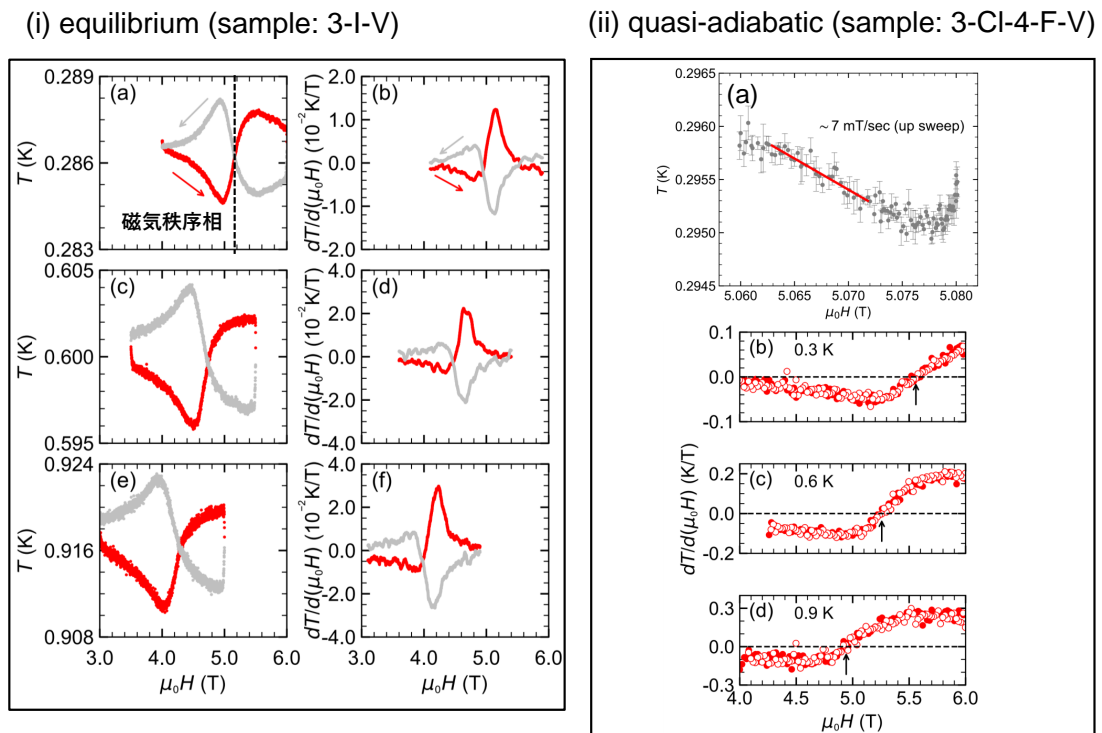 (i) equilibrium (sample: 3-I-V)
0.289
0.286
0.283
T (K)
(a)
磁気秩序相
2.0
1.0
0.0
-1.0
-2.0
dT/d(μ₀H) (10⁻² K/T)
(b)
0.605
0.600
0.595
T (K)
(c)
4.0
2.0
0.0
-2.0
-4.0
dT/d(μ₀H) (10⁻² K/T)
(d)
0.924
0.916
0.908
T (K)
(e)
3.0 4.0 5.0 6.0
μ₀H (T)
4.0
2.0
0.0
-2.0
-4.0
dT/d(μ₀H) (10⁻² K/T)
(f)
3.0 4.0 5.0 6.0
μ₀H (T)
(ii) quasi-adiabatic (sample: 3-Cl-4-F-V)
0.2965
0.2960
0.2955
0.2950
0.2945
T (K)
(a)
~7 mT/sec (up sweep)
5.060 5.065 5.070 5.075 5.080
μ₀H (T)
dT/d(μ₀H) (K/T)
0.1
0.0
-0.1
(b) 0.3 K
0.2
0.0
-0.2
(c) 0.6 K
0.3
0.0
-0.3
(d) 0.9 K
4.0 4.5 5.0 5.5 6.0
μ₀H (T)